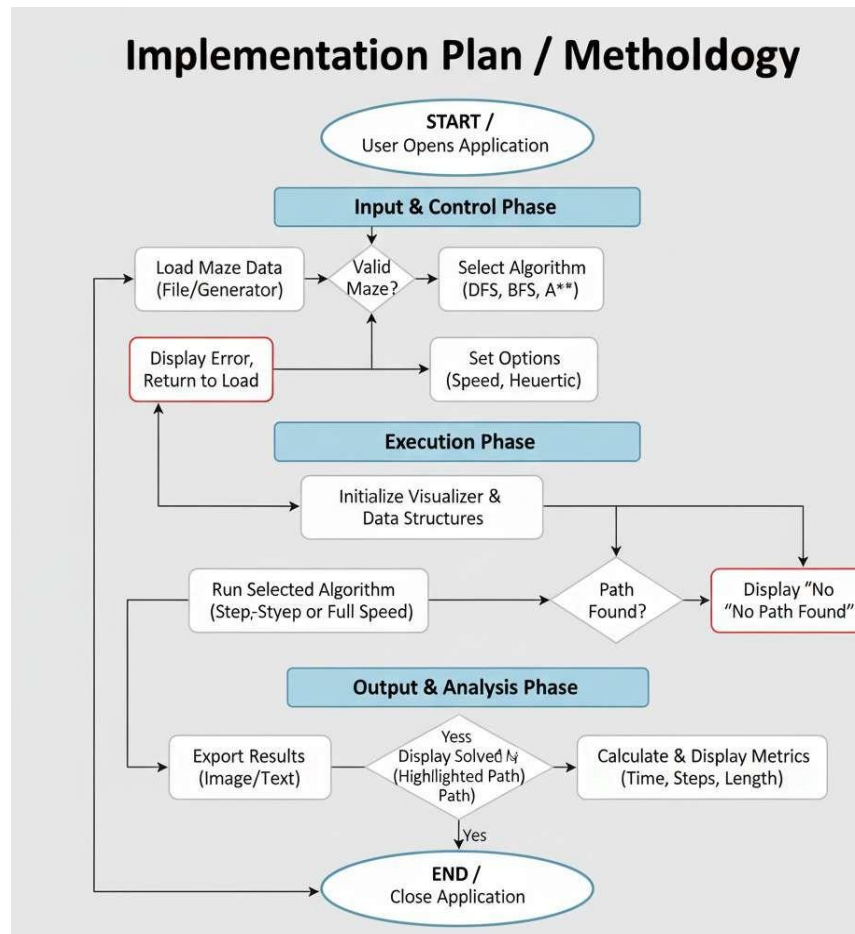 Implementation Plan / Metholdogy
START /
User Opens Application
Input & Control Phase
Load Maze Data
(File/Generator)
Valid
Maze?
Select Algorithm
(DFS, BFS, A**)
Display Error,
Return to Load
Set Options
(Speed, Heuertic)
Execution Phase
Initialize Visualizer &
Data Structures
Run Selected Algorithm
(Step,-Styep or Full Speed)
Path
Found?
Display "No
"No Path Found"
Output & Analysis Phase
Export Results
(Image/Text)
Yess
Display Solved
(Highllighted Path)
Path)
Calculate & Display Metrics
(Time, Steps, Length)
Yes
END /
Close Application